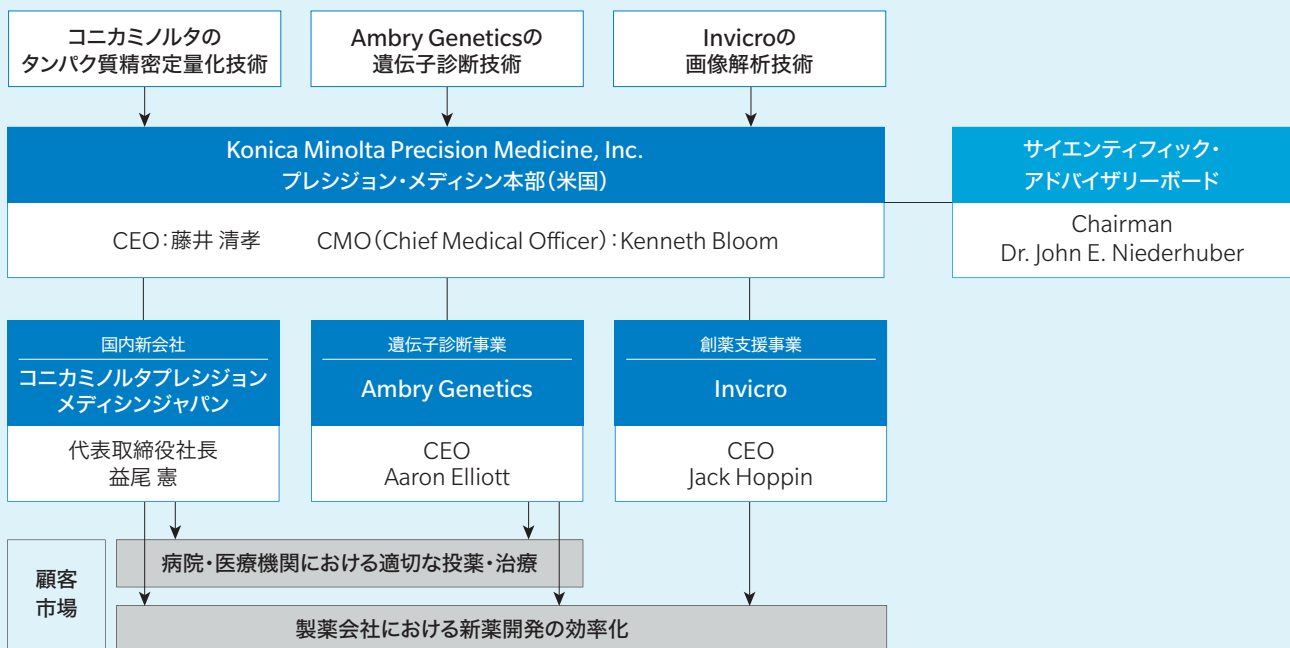 コニカミノルタの
タンパク質精密定量化技術
Ambry Geneticsの
遺伝子診断技術
Invicroの
画像解析技術
Konica Minolta Precision Medicine, Inc.
プレシジョン・メディシン本部（米国）
CEO：藤井 清孝 CMO（Chief Medical Officer）：Kenneth Bloom
サイエンティフィック・
アドバイザリーボード
Chairman
Dr. John E. Niederhuber
国内新会社
コニカミノルタプレシジョン
メディシンジャパン
代表取締役社長
益尾 憲
遺伝子診断事業
Ambry Genetics
CEO
Aaron Elliott
創薬支援事業
Invicro
CEO
Jack Hoppin
顧客
市場
病院・医療機関における適切な投薬・治療
製薬会社における新薬開発の効率化